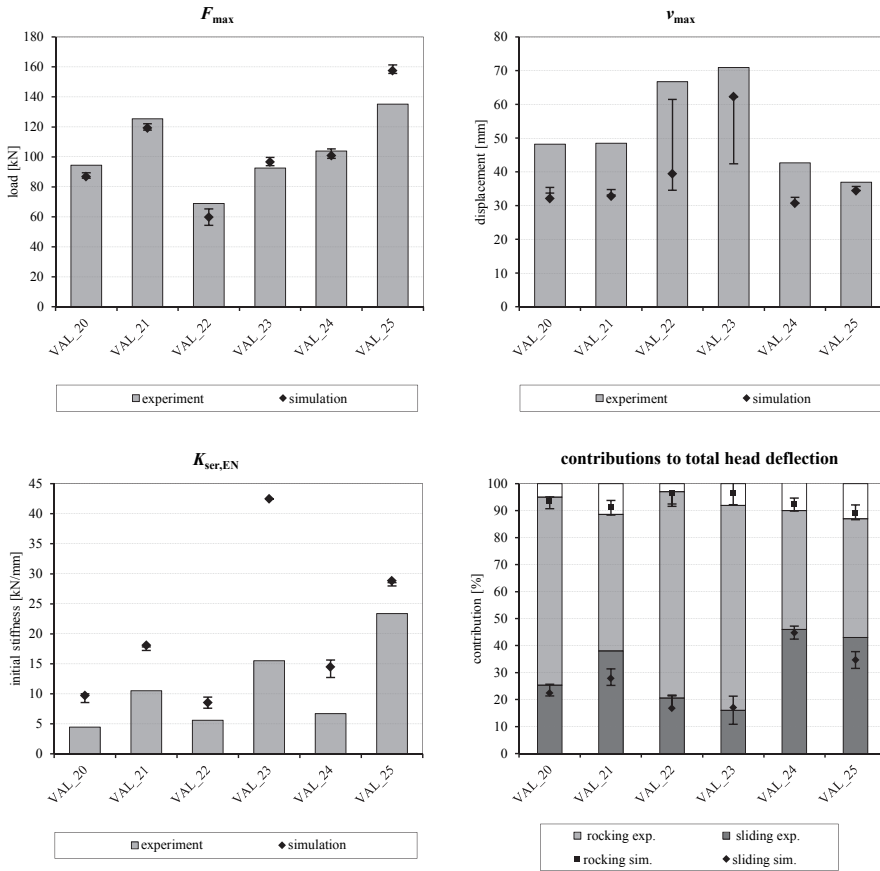 Fmax
180
160
140
120
100
80
60
40
20
0
load [kN]
VAL_20
VAL_21
VAL_22
VAL_23
VAL_24
VAL_25
experiment
simulation
vmax
80
70
60
50
40
30
20
10
0
displacement [mm]
VAL_20
VAL_21
VAL_22
VAL_23
VAL_24
VAL_25
experiment
simulation
Kser,EN
45
40
35
30
25
20
15
10
5
0
initial stiffness [kN/mm]
VAL_20
VAL_21
VAL_22
VAL_23
VAL_24
VAL_25
experiment
simulation
contributions to total head deflection
100
90
80
70
60
50
40
30
20
10
0
contribution [%]
VAL_20
VAL_21
VAL_22
VAL_23
VAL_24
VAL_25
rocking exp.
sliding exp.
rocking sim.
sliding sim.